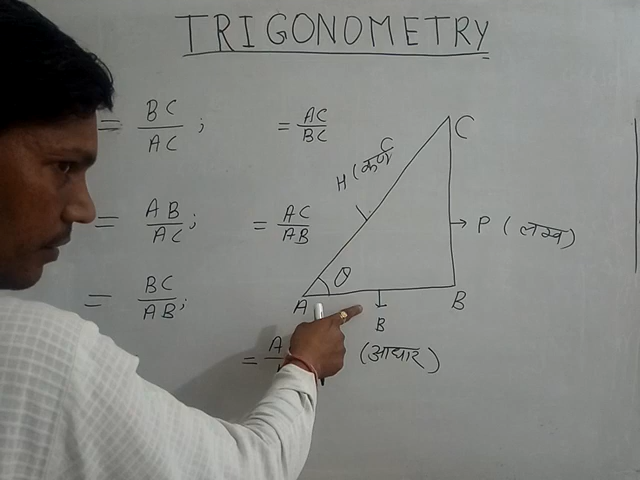 TRIGONOMETRY
= BC/AC ; = AC/BC
= AB/AC ; = AC/AB
= BC/AB ;
= A
C
H (कर्ण
P (लम्ब)
θ
A
B
B
(आधार)